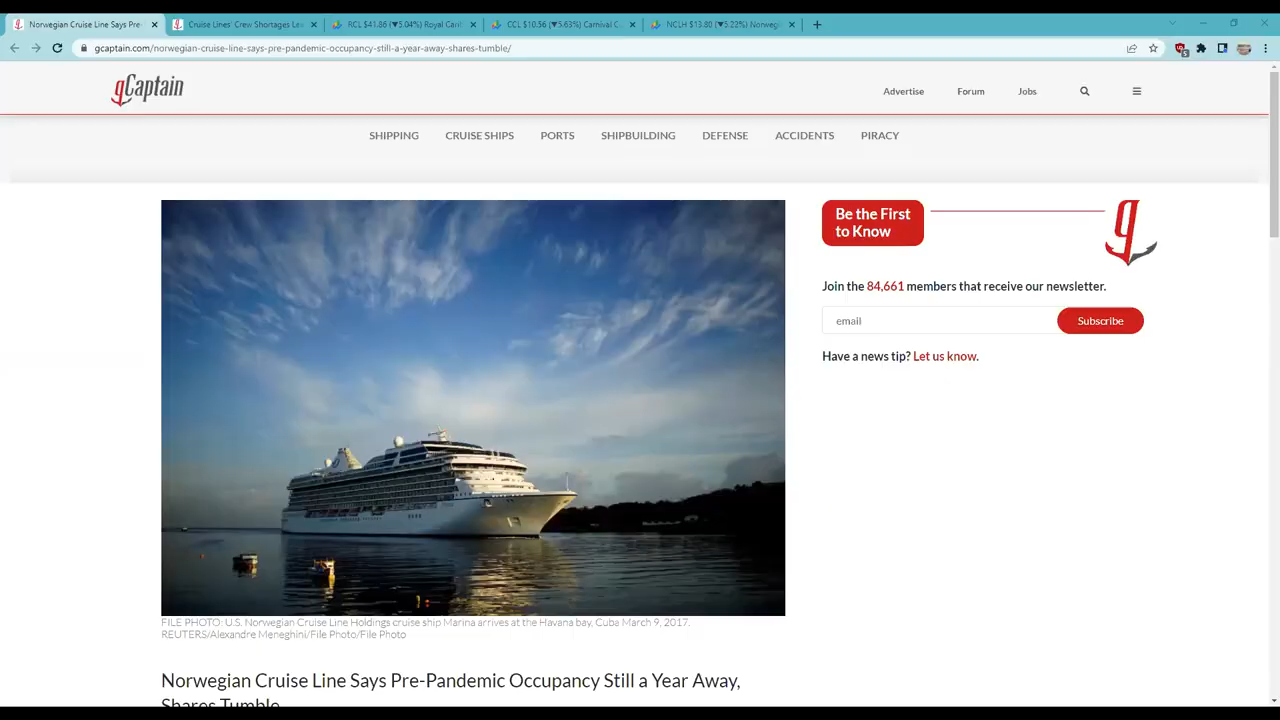 Norwegian Cruise Line Says Pre-
Cruise Lines' Crew Shortages Lea
RCL $41.86 (▼5.04%) Royal Cari
CCL $10.56 (▼5.63%) Carnival C
NCLH $13.80 (▼5.22%) Norwegi
gcaptain.com/norwegian-cruise-line-says-pre-pandemic-occupancy-still-a-year-away-shares-tumble/
gCaptain
Advertise Forum Jobs
SHIPPING CRUISE SHIPS PORTS SHIPBUILDING DEFENSE ACCIDENTS PIRACY
Be the First
to Know
Join the 84,661 members that receive our newsletter.
email Subscribe
Have a news tip? Let us know.
FILE PHOTO: U.S. Norwegian Cruise Line Holdings cruise ship Marina arrives at the Havana bay, Cuba March 9, 2017.
REUTERS/Alexandre Meneghini/File Photo/File Photo
Norwegian Cruise Line Says Pre-Pandemic Occupancy Still a Year Away,
Shares Tumble